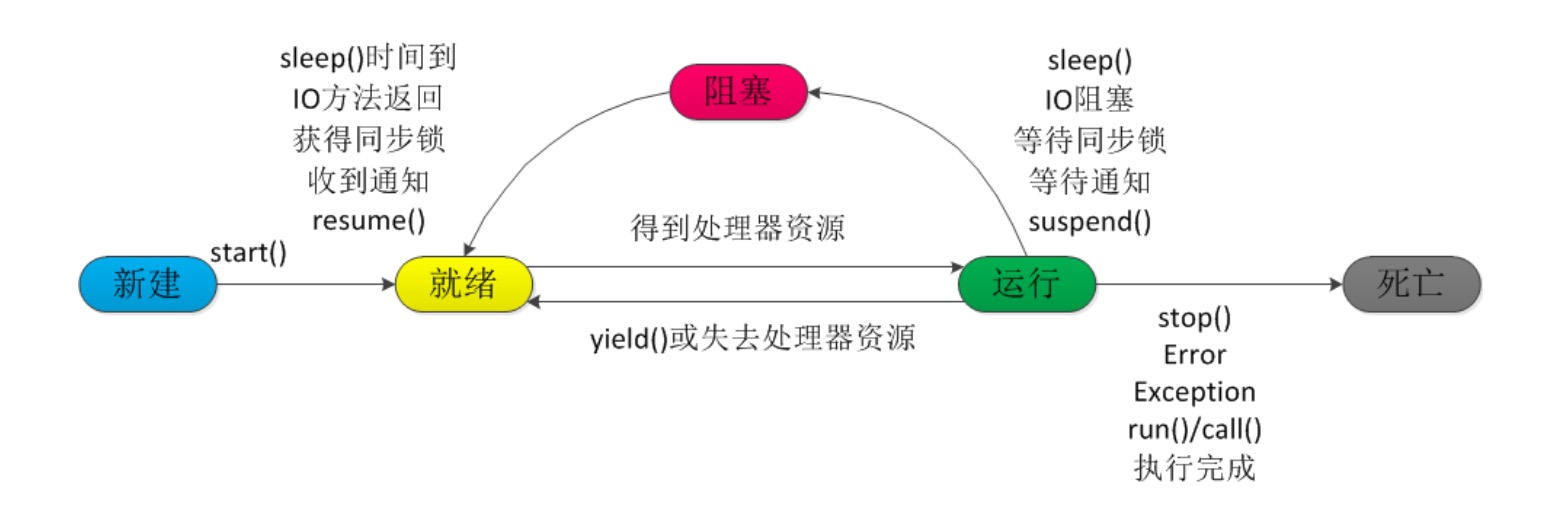 sleep()时间到
IO方法返回
获得同步锁
收到通知
resume()
阻塞
sleep()
IO阻塞
等待同步锁
等待通知
suspend()
start()
得到处理器资源
新建
就绪
运行
死亡
yield()或失去处理器资源
stop()
Error
Exception
run()/call()
执行完成